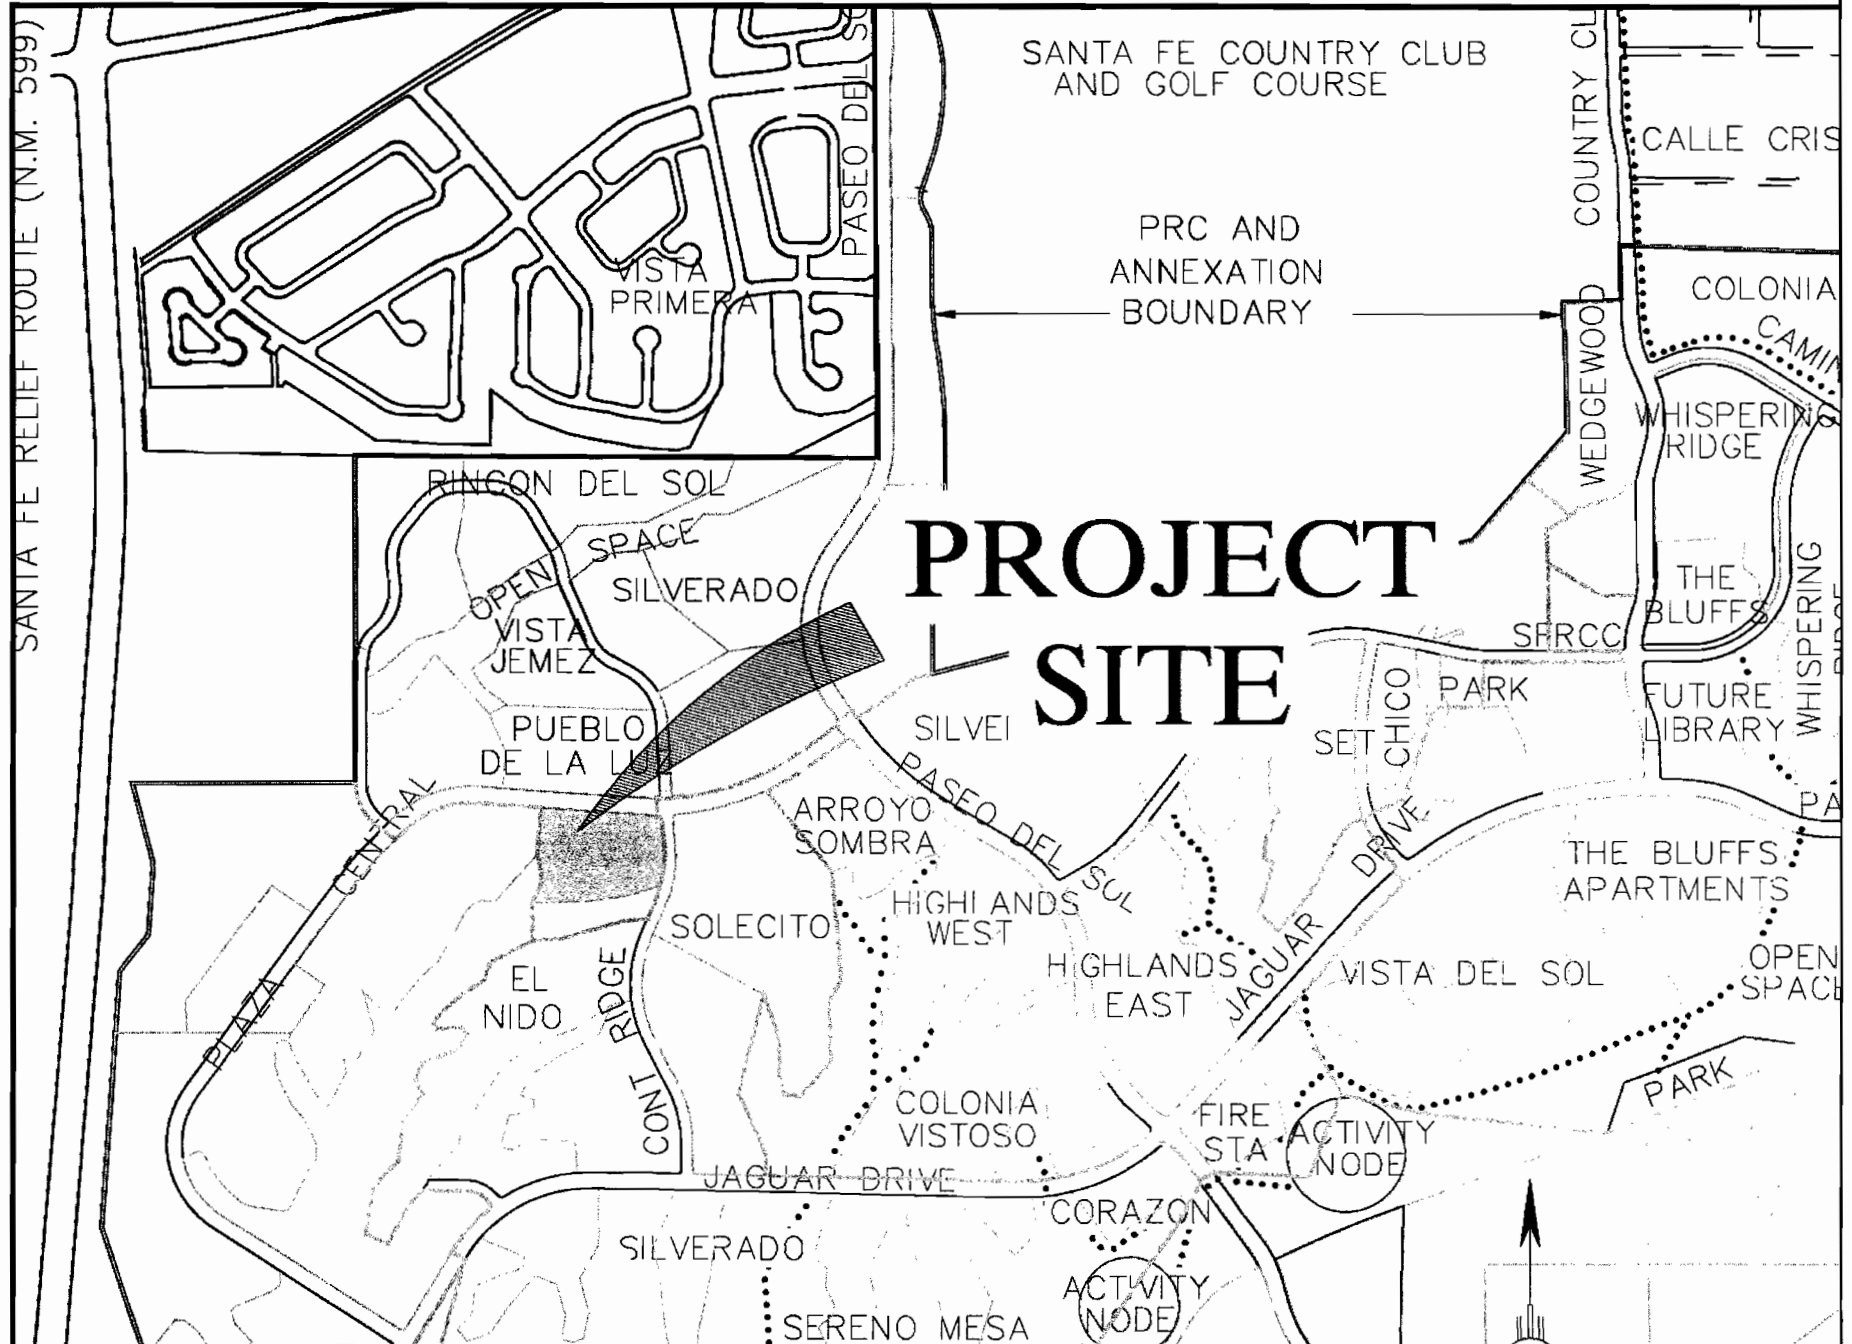 SANTA FE RELIEF ROUTE (N.M. 599)
PASEO DEL SO
SANTA FE COUNTRY CLUB
AND GOLF COURSE
COUNTRY CL
CALLE CRIS
PRC AND
ANNEXATION
BOUNDARY
VISTA
PRIMERA
WEDGEWOOD
COLONIA
CAMIN
WHISPERING
RIDGE
RINCON DEL SOL
OPEN SPACE
SILVERADO
VISTA
JEMEZ
PROJECT
SITE
THE
BLUFFS
WHISPERING
RIDGE
SFRCC
PARK
CHICO
FUTURE
LIBRARY
PUEBLO
DE LA LUZ
SILVEI
SET
PASEO DEL SUL
PA
PLAZA CENTRAL
ARROYO
SOMBRA
JAGUAR DRIVE
THE BLUFFS
APARTMENTS
HIGHLANDS
WEST
SOLECITO
EL
NIDO
CONT RIDGE
HIGHLANDS
EAST
VISTA DEL SOL
OPEN
SPACE
PARK
COLONIA
VISTOSO
FIRE
STA
ACTIVITY
NODE
JAGUAR DRIVE
CORAZON
SILVERADO
ACTIVITY
NODE
SERENO MESA